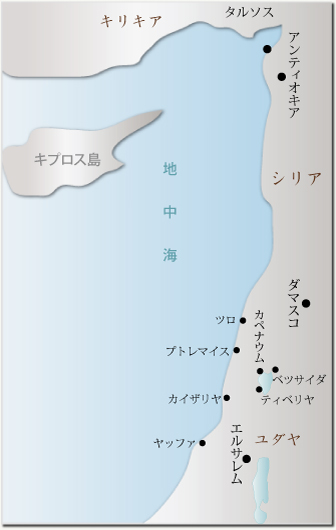 タルソス
キリキア
アンティオキア
キプロス島
地中海
シリア
ダマスコ
カペナウム
ツロ
プトレマイス
ベツサイダ
カイザリヤ
ティベリヤ
エルサレム
ヤッファ
ユダヤ